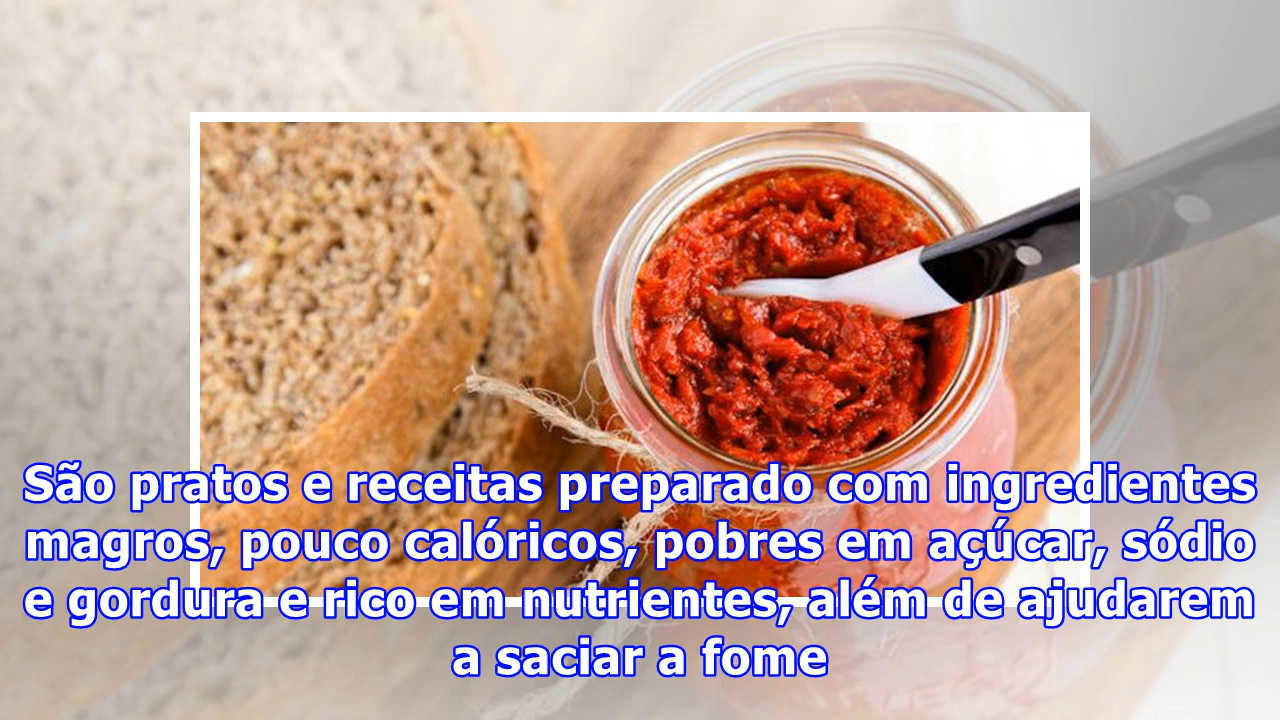 São pratos e receitas preparado com ingredientes
magros, pouco calóricos, pobres em açúcar, sódio
e gordura e rico em nutrientes, além de ajudarem
a saciar a fome